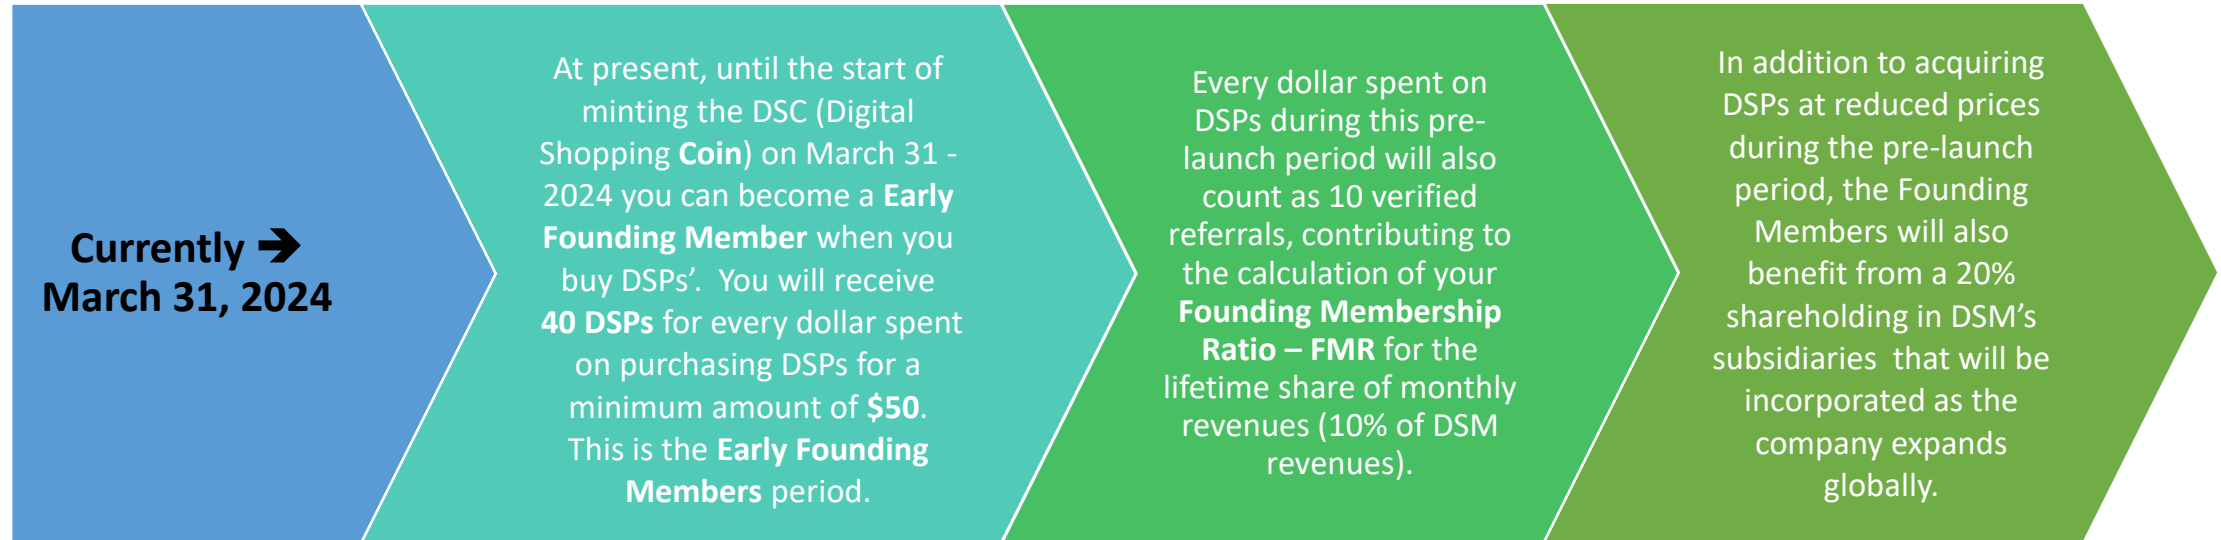 Currently ➔
March 31, 2024
At present, until the start of
minting the DSC (Digital
Shopping Coin) on March 31 -
2024 you can become a Early
Founding Member when you
buy DSPs’.  You will receive
40 DSPs for every dollar spent
on purchasing DSPs for a
minimum amount of $50.
This is the Early Founding
Members period.
Every dollar spent on
DSPs during this pre-
launch period will also
count as 10 verified
referrals, contributing to
the calculation of your
Founding Membership
Ratio – FMR for the
lifetime share of monthly
revenues (10% of DSM
revenues).
In addition to acquiring
DSPs at reduced prices
during the pre-launch
period, the Founding
Members will also
benefit from a 20%
shareholding in DSM’s
subsidiaries  that will be
incorporated as the
company expands
globally.